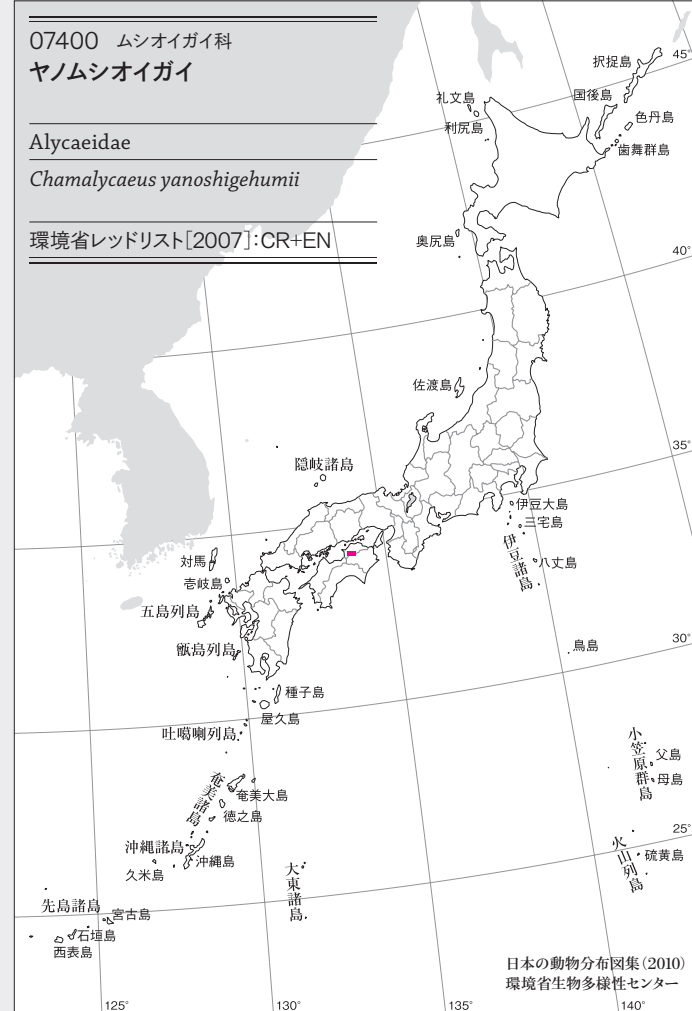 07400 ムシオイガイ科
ヤノムシオイガイ
Alycaeidae
Chamalycaeus yanoshigehumii
環境省レッドリスト[2007]:CR+EN
45°
択捉島
国後島
礼文島
色丹島
利尻島
歯舞群島
奥尻島
40°
佐渡島
35°
隠岐諸島
伊豆大島
三宅島
伊豆諸島
八丈島
対馬
壱岐島
五島列島
甑島列島
鳥島
30°
種子島
屋久島
吐噶喇列島
小笠原群島
父島
母島
奄美諸島
奄美大島
徳之島
25°
沖縄諸島
沖縄島
久米島
火山列島
硫黄島
大東諸島
先島諸島
宮古島
石垣島
西表島
日本の動物分布図集(2010)
環境省生物多様性センター
125°
130°
135°
140°